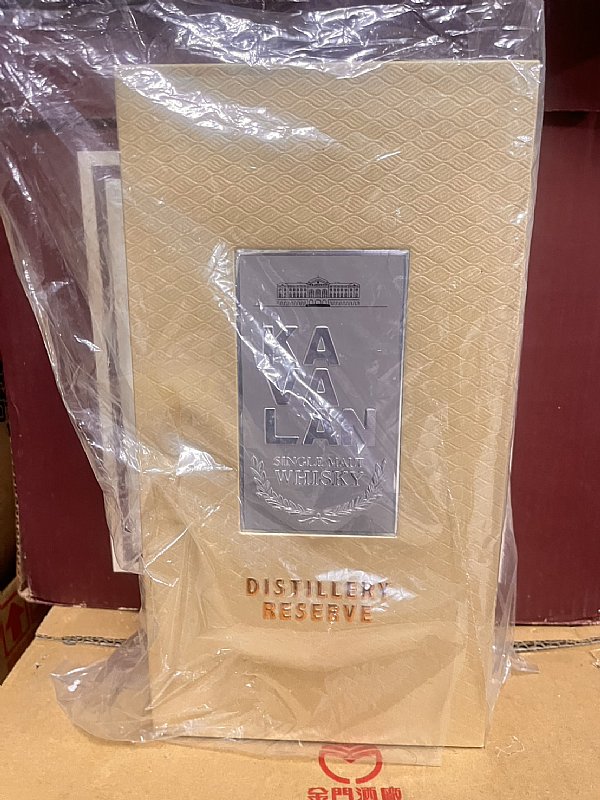 KA
VA
LAN
SINGLE MALT
WHISKY
DISTILLERY
RESERVE
金門酒廠